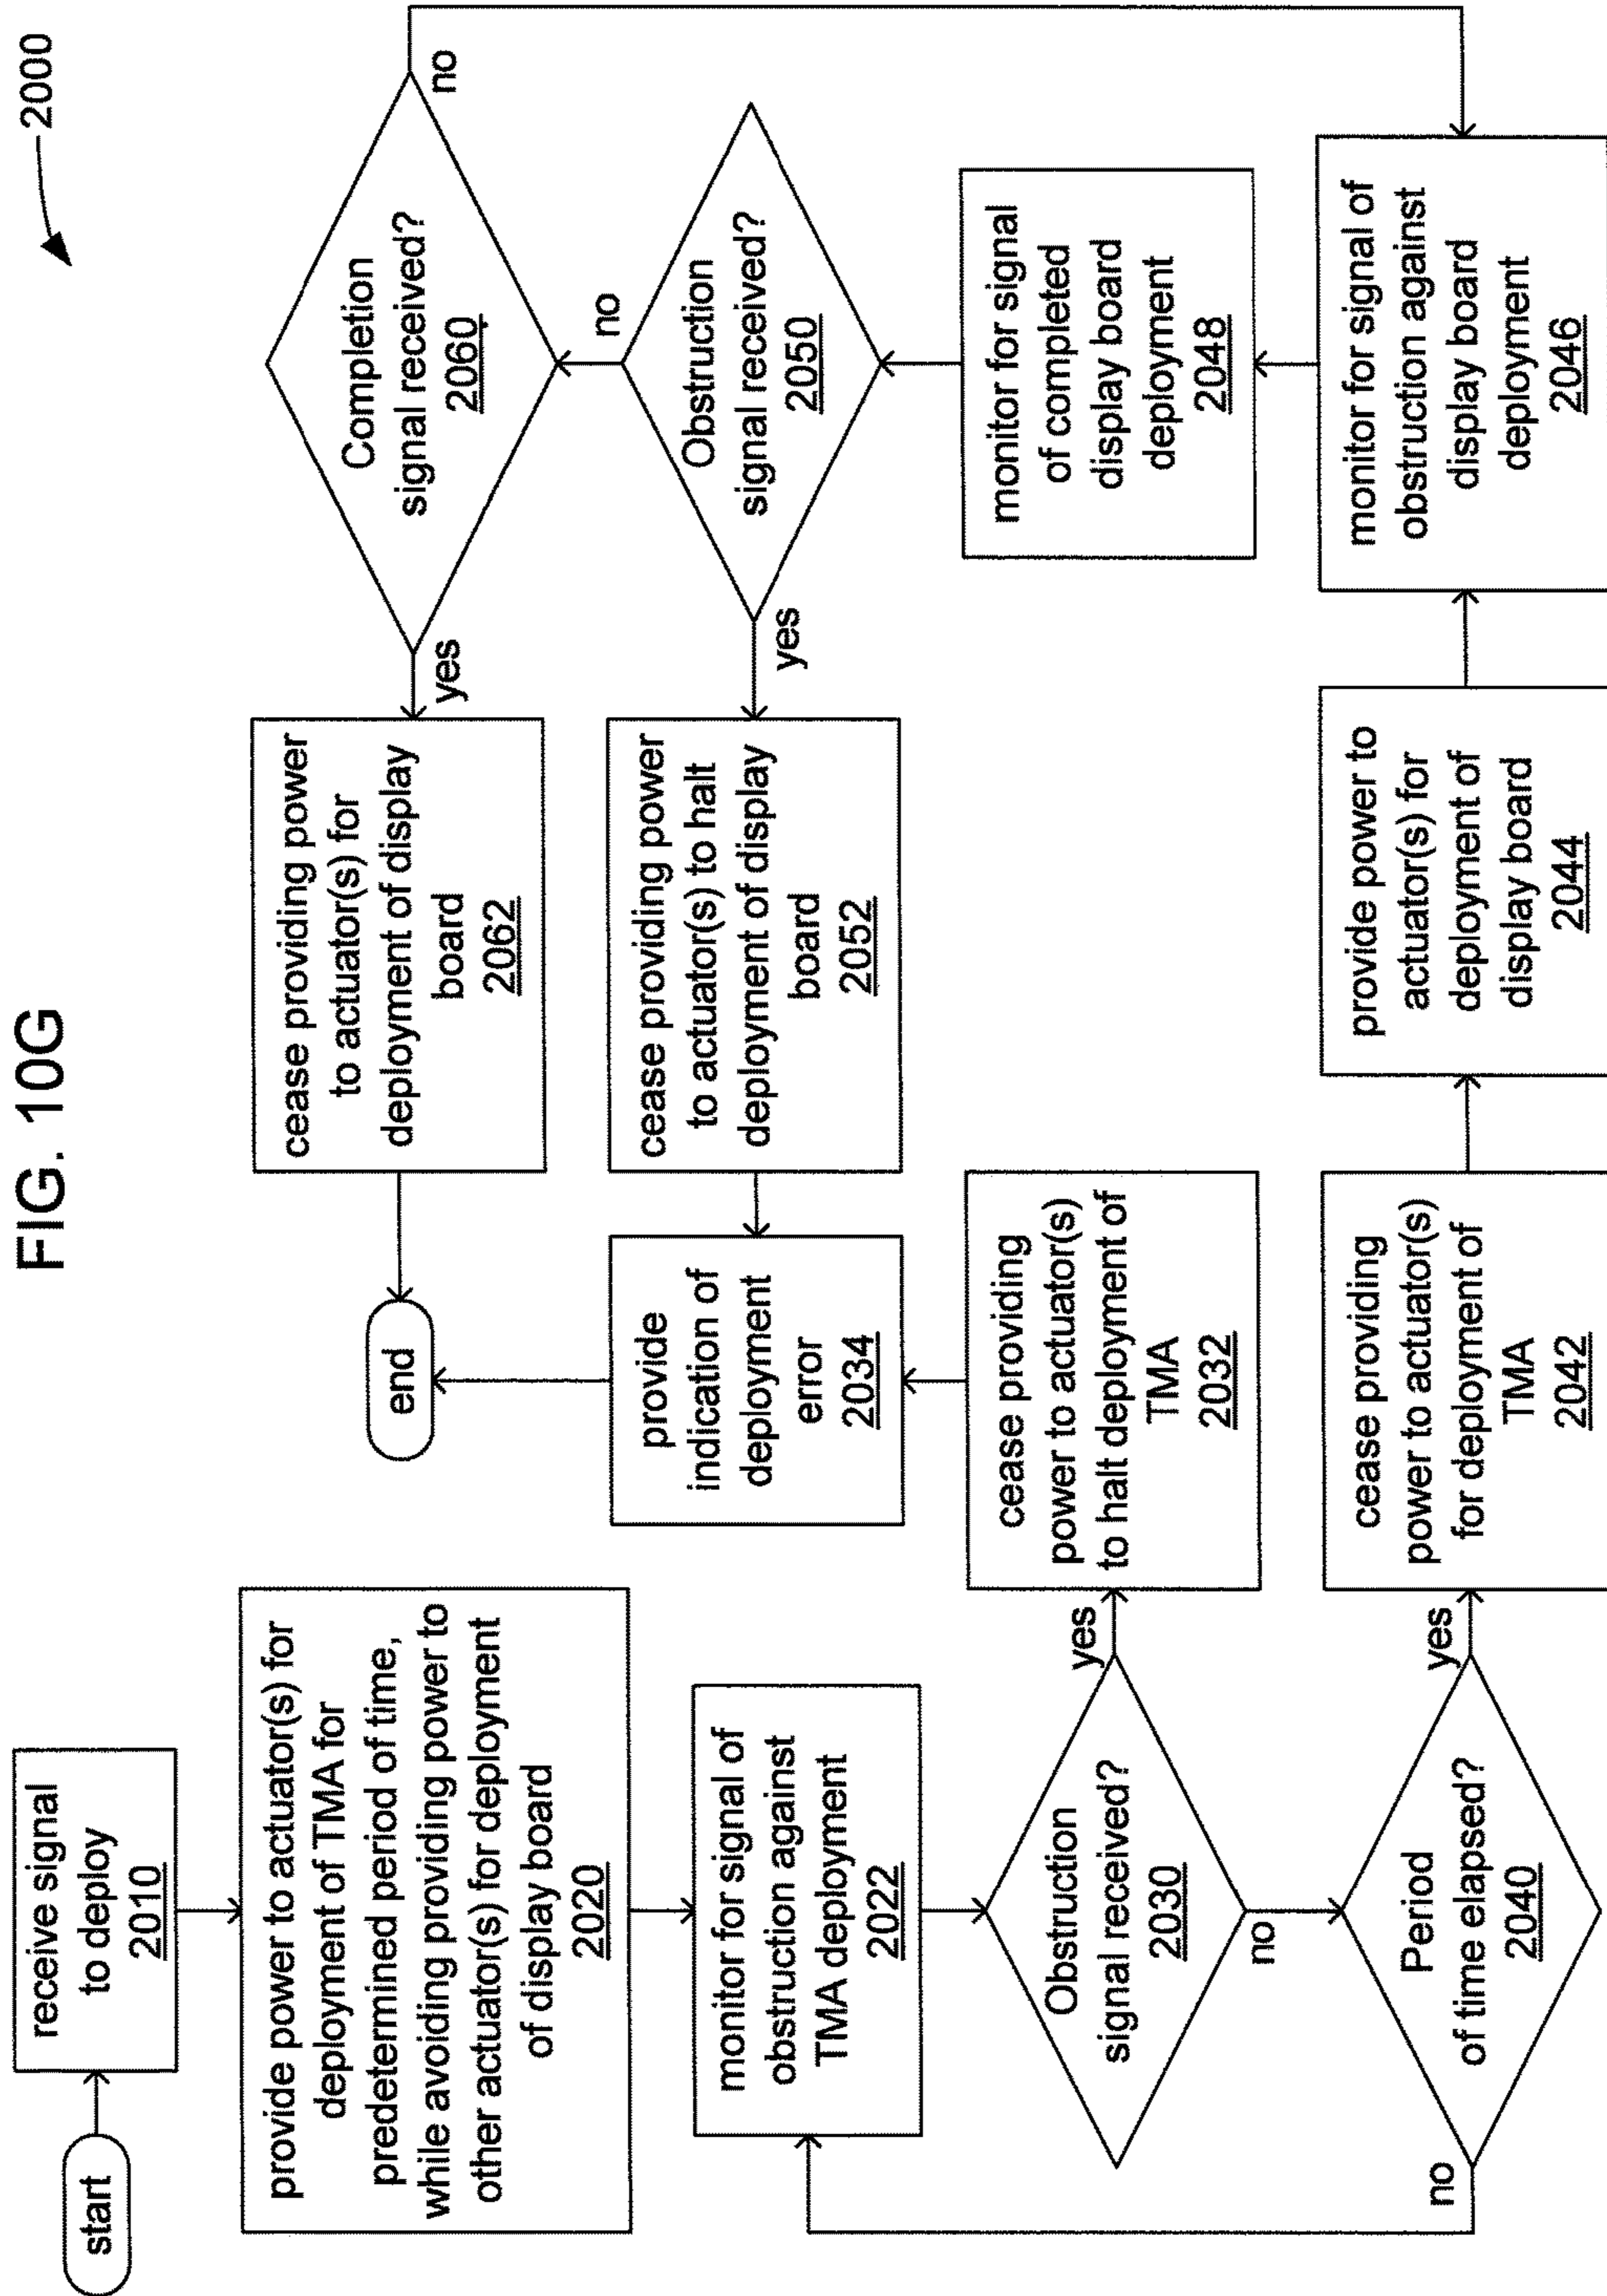 FIG. 10G
2000
start
receive signal
to deploy
2010
provide power to actuator(s) for
deployment of TMA for
predetermined period of time,
while avoiding providing power to
other actuator(s) for deployment
of display board
2020
monitor for signal of
obstruction against
TMA deployment
2022
Obstruction
signal received?
2030
yes
no
Period
of time elapsed?
2040
yes
no
cease providing
power to actuator(s)
to halt deployment of
TMA
2032
provide
indication of
deployment
error
2034
end
cease providing
power to actuator(s)
for deployment of
TMA
2042
provide power to
actuator(s) for
deployment of
display board
2044
monitor for signal of
obstruction against
display board
deployment
2046
monitor for signal
of completed
display board
deployment
2048
Obstruction
signal received?
2050
yes
no
cease providing power
to actuator(s) to halt
deployment of display
board
2052
Completion
signal received?
2060
yes
no
cease providing power
to actuator(s) for
deployment of display
board
2062